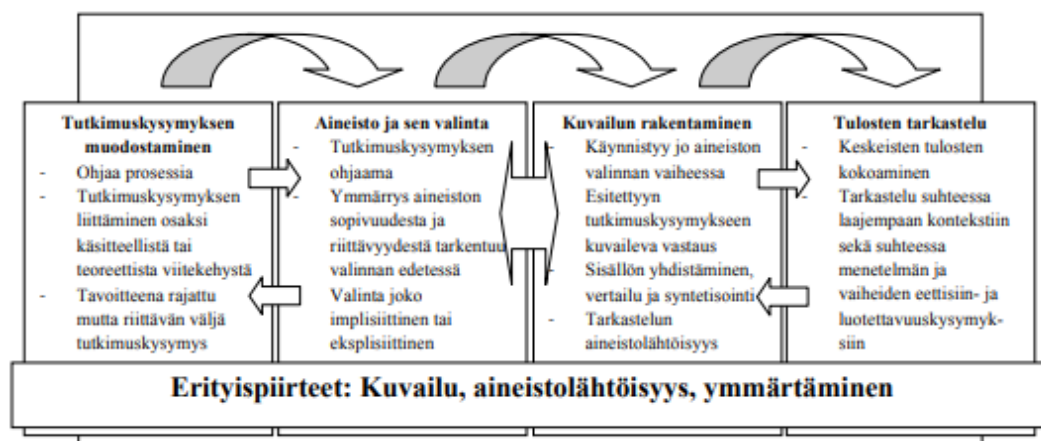 Tutkimuskysymyksen
muodostaminen
- Ohjaa prosessia
- Tutkimuskysymyksen
liittäminen osaksi
käsitteellistä tai
teoreettista viitekehystä
- Tavoitteena rajattu
mutta riittävän väljä
tutkimuskysymys
Aineisto ja sen valinta
- Tutkimuskysymyksen
ohjaama
- Ymmärrys aineiston
sopivuudesta ja
riittävyydestä tarkentuu
valinnan edetessä
- Valinta joko
implisiittinen tai
eksplisiittinen
Kuvailun rakentaminen
- Käynnistyy jo aineiston
valinnan vaiheessa
- Esitettyyn
tutkimuskysymykseen
kuvaileva vastaus
- Sisällön yhdistäminen,
vertailu ja syntetisointi
- Tarkastelun
aineistolähtöisyys
Tulosten tarkastelu
- Keskeisten tulosten
kokoaminen
- Tarkastelu suhteessa
laajempaan kontekstiin
sekä suhteessa
menetelmän ja
vaiheiden eettisiin- ja
luotettavuuskysymyk-
siin
Erityispiirteet: Kuvailu, aineistolähtöisyys, ymmärtäminen